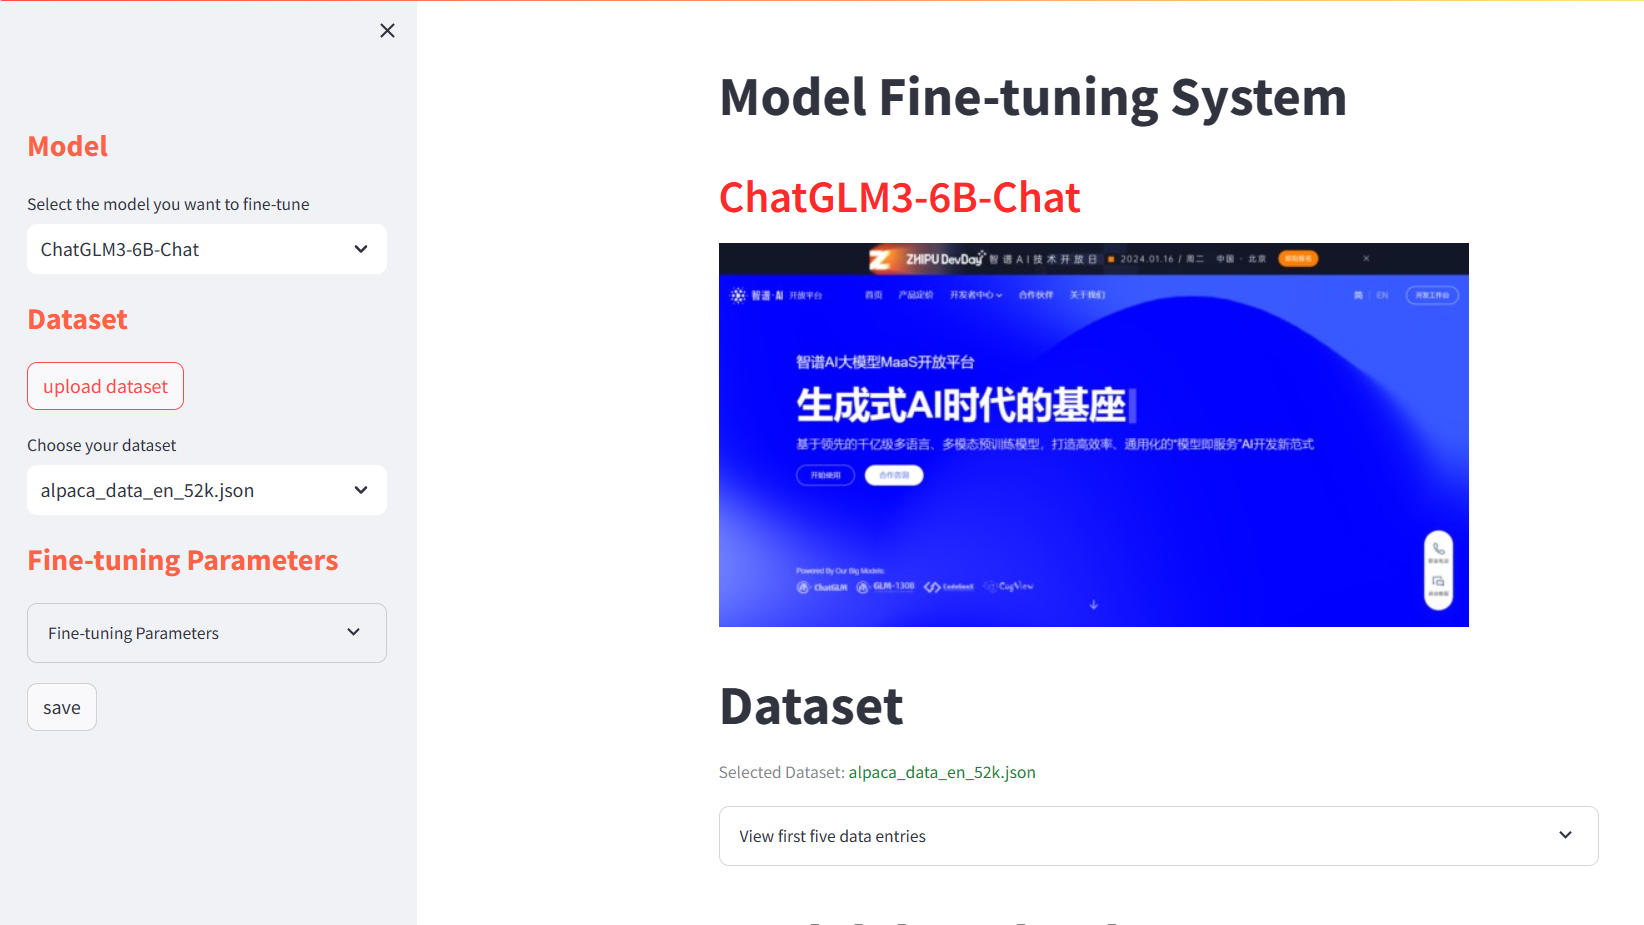 Model
Select the model you want to fine-tune
ChatGLM3-6B-Chat
Dataset
upload dataset
Choose your dataset
alpaca_data_en_52k.json
Fine-tuning Parameters
Fine-tuning Parameters
save
Model Fine-tuning System
ChatGLM3-6B-Chat
ZHIPU DevDay 智谱AI技术开放日 2024.01.16 / 周二 中国 · 北京
智谱·AI 开放平台 首页 产品定价 开发者中心 合作伙伴 关于我们 EN 开发工作台
智谱AI大模型MaaS开放平台
生成式AI时代的基座
基于领先的千亿级多语言、多模态预训练模型，打造高效率、通用化的“模型即服务”AI开发新范式
开始使用 合作咨询
Powered By Our Big Models:
ChatGLM GLM-130B CodeGeeX CogView
Dataset
Selected Dataset: alpaca_data_en_52k.json
View first five data entries